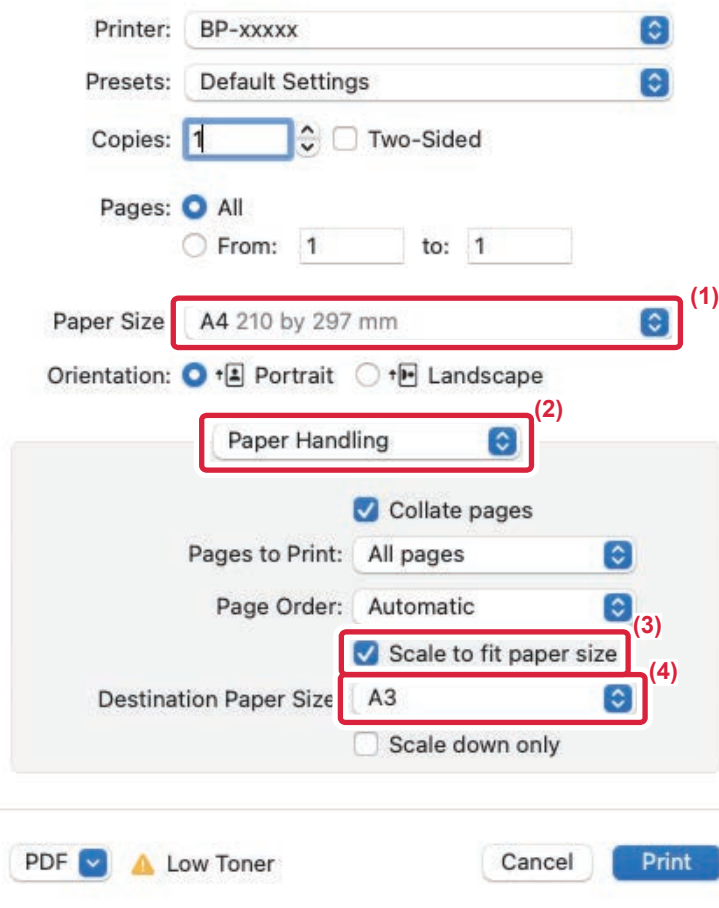 Printer: BP-xxxxx
Presets: Default Settings
Copies: 1 Two-Sided
Pages: All
From: 1 to: 1
(1)
Paper Size A4 210 by 297 mm
Orientation: Portrait Landscape
(2)
Paper Handling
Collate pages
Pages to Print: All pages
Page Order: Automatic
(3)
Scale to fit paper size
(4)
Destination Paper Size A3
Scale down only
PDF Low Toner Cancel Print